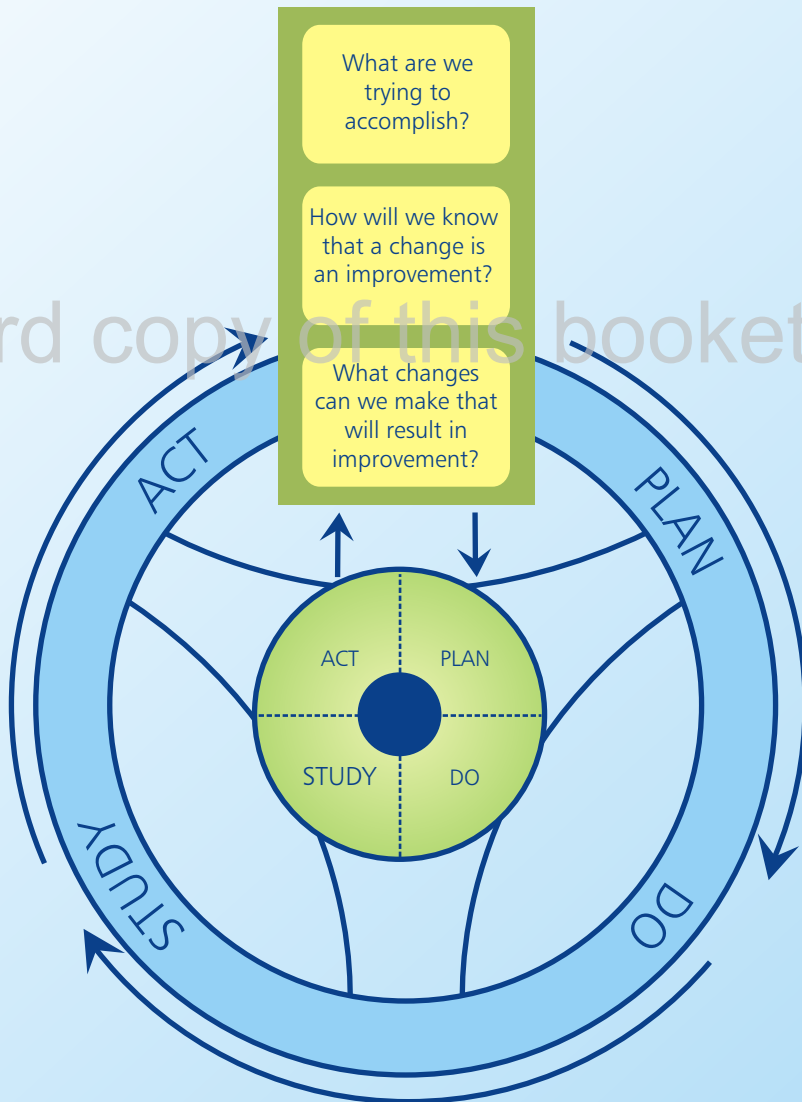 What are we
trying to
accomplish?
How will we know
that a change is
an improvement?
rd copy of this booket
What changes
can we make that
will result in
improvement?
ACT
PLAN
ACT
PLAN
STUDY
DO
STUDY
DO